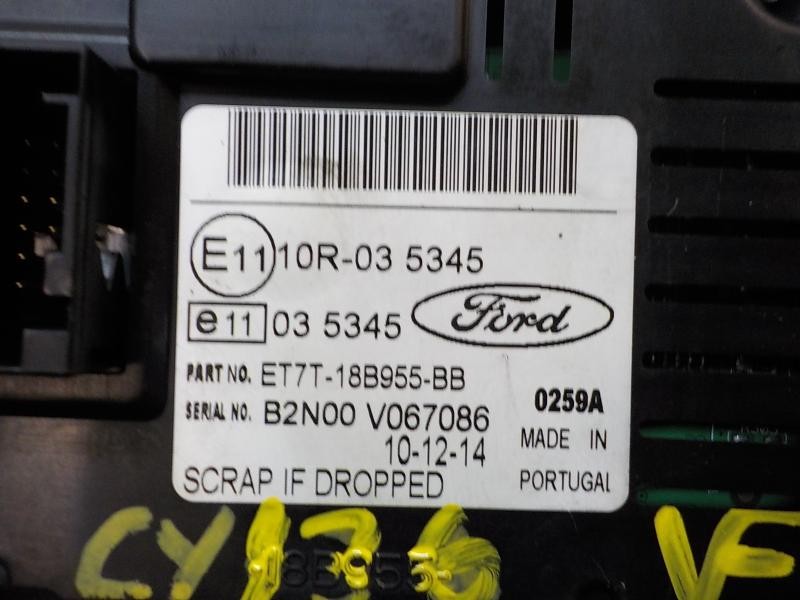 E11 10R-03 5345
e11 03 5345 Ford
PART NO. ET7T-18B955-BB
SERIAL NO. B2N00 V067086 0259A
10-12-14 MADE IN
SCRAP IF DROPPED PORTUGAL
18B955-